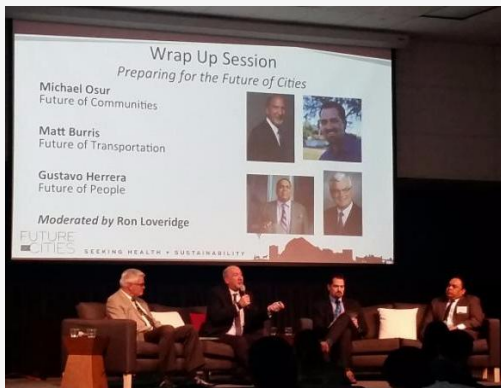 Wrap Up Session
Preparing for the Future of Cities
Michael Osur
Future of Communities
Matt Burris
Future of Transportation
Gustavo Herrera
Future of People
Moderated by Ron Loveridge
FUTURE
CITIES
SEEKING HEALTH + SUSTAINABILITY